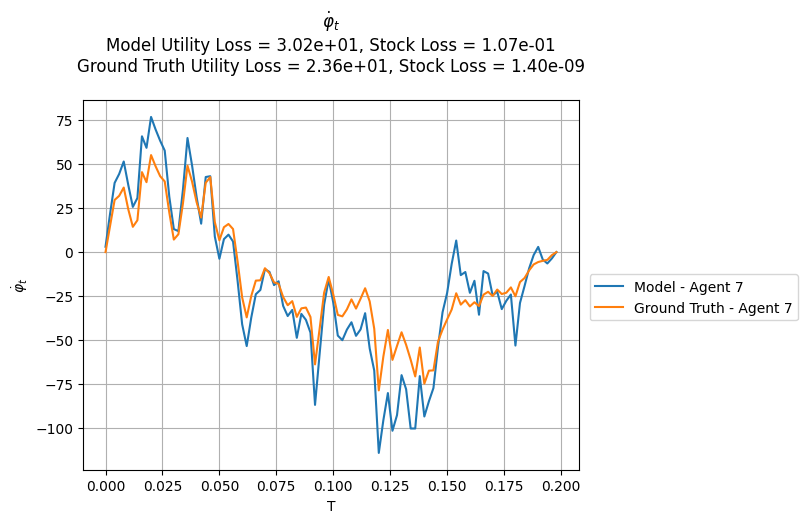 φ̇ₜ
Model Utility Loss = 3.02e+01, Stock Loss = 1.07e-01
Ground Truth Utility Loss = 2.36e+01, Stock Loss = 1.40e-09
75
50
25
0
−25
−50
−75
−100
φ̇ₜ
0.000 0.025 0.050 0.075 0.100 0.125 0.150 0.175 0.200
T
Model - Agent 7
Ground Truth - Agent 7